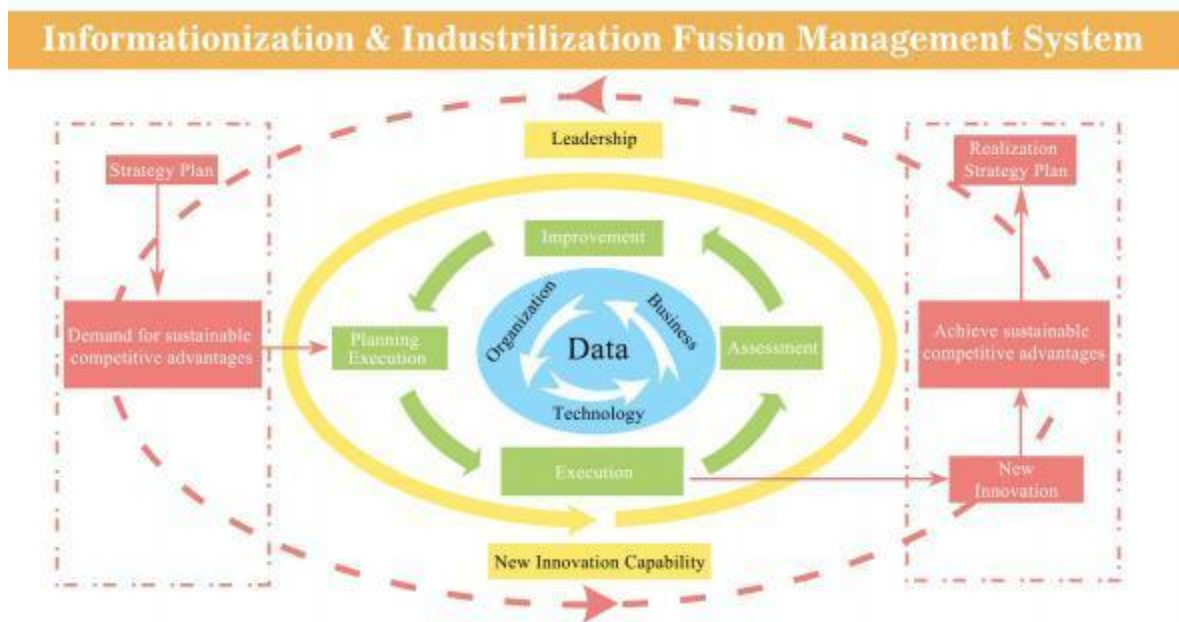 Informationization & Industrilization Fusion Management System
Leadership
Strategy Plan
Realization
Strategy Plan
Improvement
Organization
Business
Demand for sustainable
competitive advantages
Planning
Execution
Data
Assessment
Achieve sustainable
competitive advantages
Technology
Execution
New
Innovation
New Innovation Capability